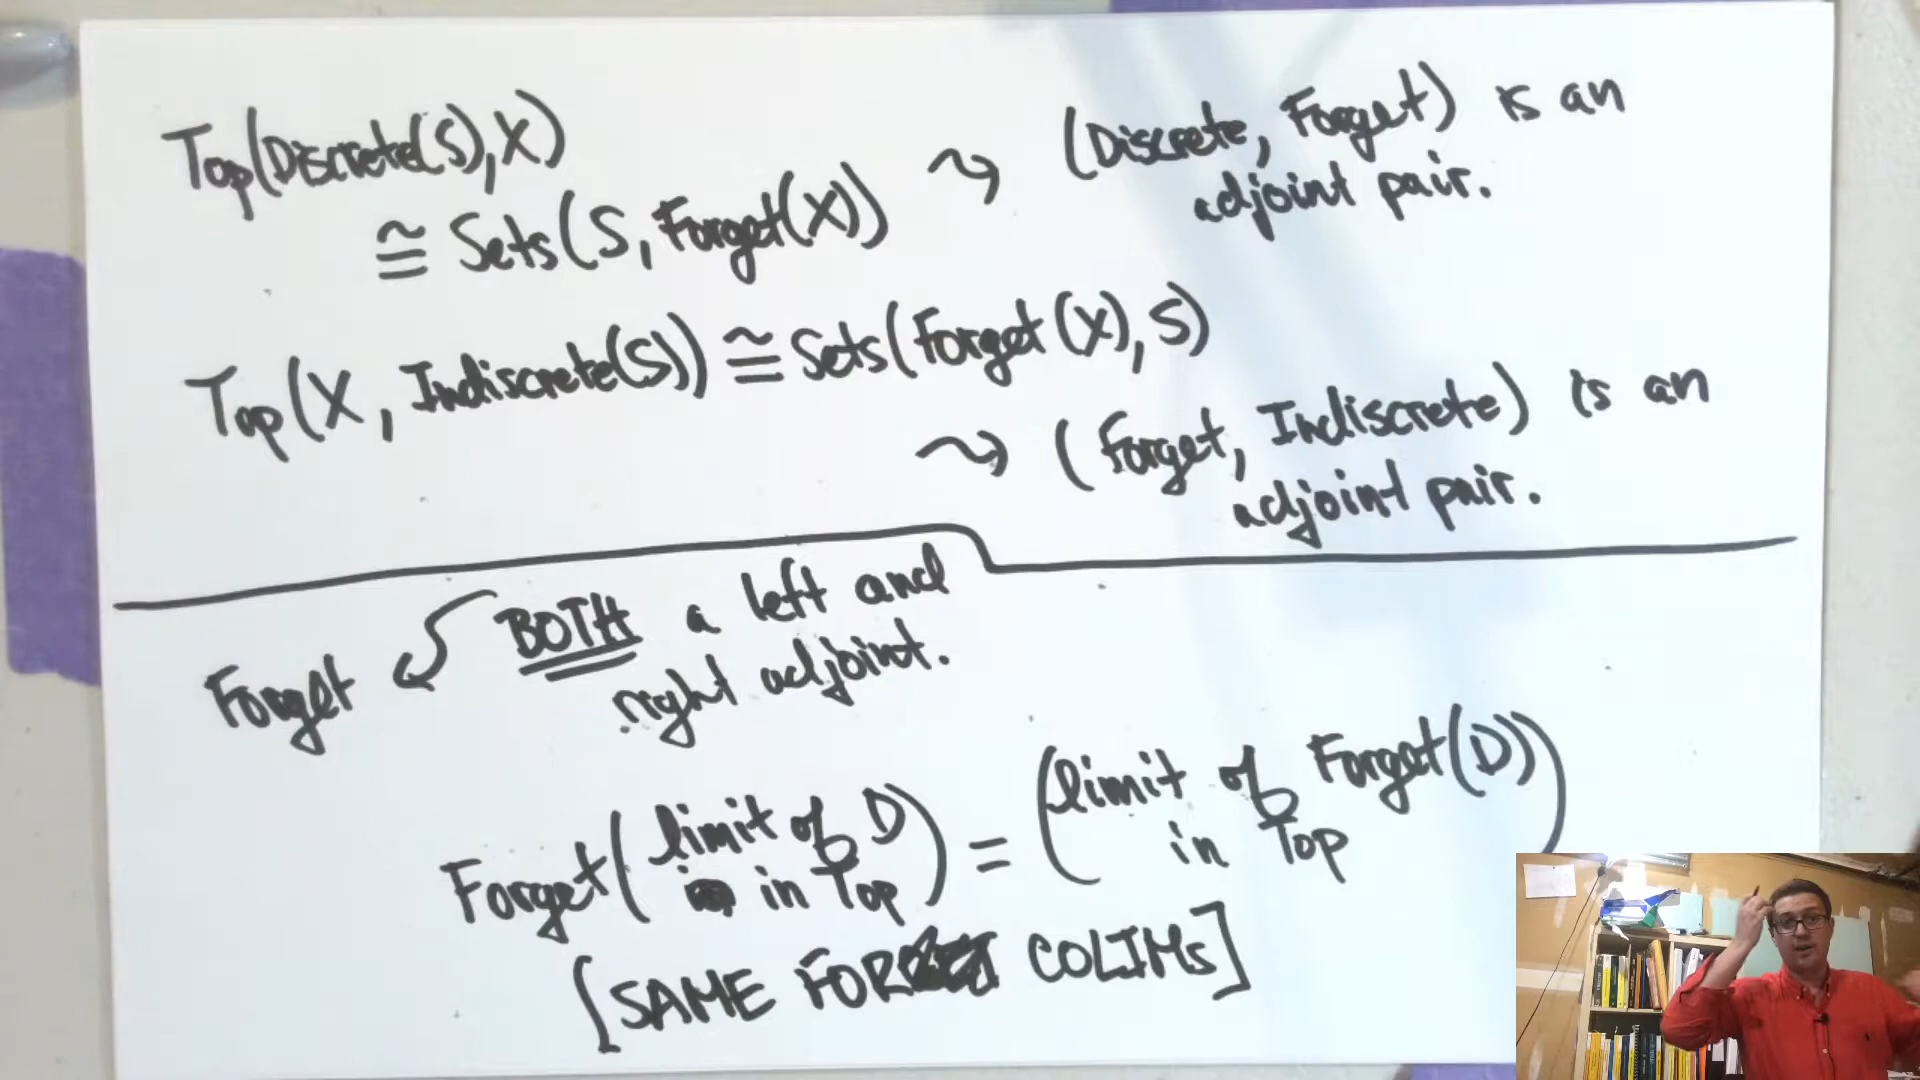 Top(Discrete(S), X)
≅ Sets(S, Forget(X)) ⇝ (Discrete, Forget) is an
adjoint pair.
Top(X, Indiscrete(S)) ≅ Sets(Forget(X), S)
⇝ (Forget, Indiscrete) is an
adjoint pair.
Forget BOTH a left and
right adjoint.
Forget(limit of D in Top) = (limit of Forget(D) in Top)
[SAME FOR COLIMs]